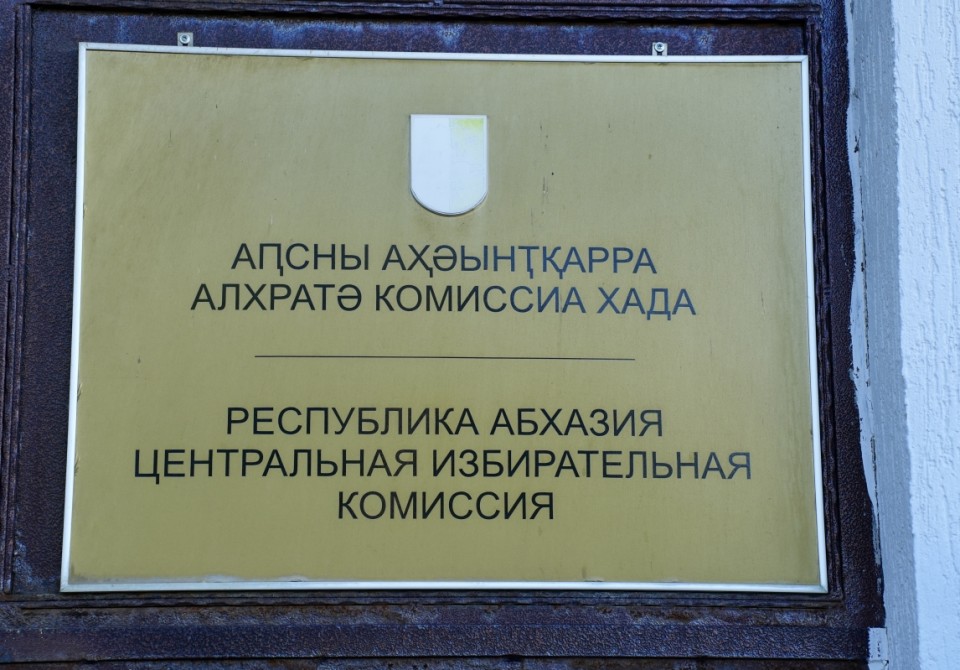 АԤСНЫ АҲӘЫНҬҚАРРА
АЛХРАТӘ КОМИССИА ХАДА
РЕСПУБЛИКА АБХАЗИЯ
ЦЕНТРАЛЬНАЯ ИЗБИРАТЕЛЬНАЯ
КОМИССИЯ